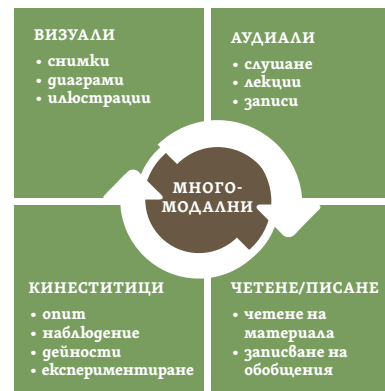 ВИЗУАЛИ
• снимки
• диаграми
• илюстрации
АУДИАЛИ
• слушане
• лекции
• записи
МНОГО-
МОДАЛНИ
КИНЕСТИТИЦИ
• опит
• наблюдение
• дейности
• експериментиране
ЧЕТЕНЕ/ПИСАНЕ
• четене на
материала
• записване на
обобщения